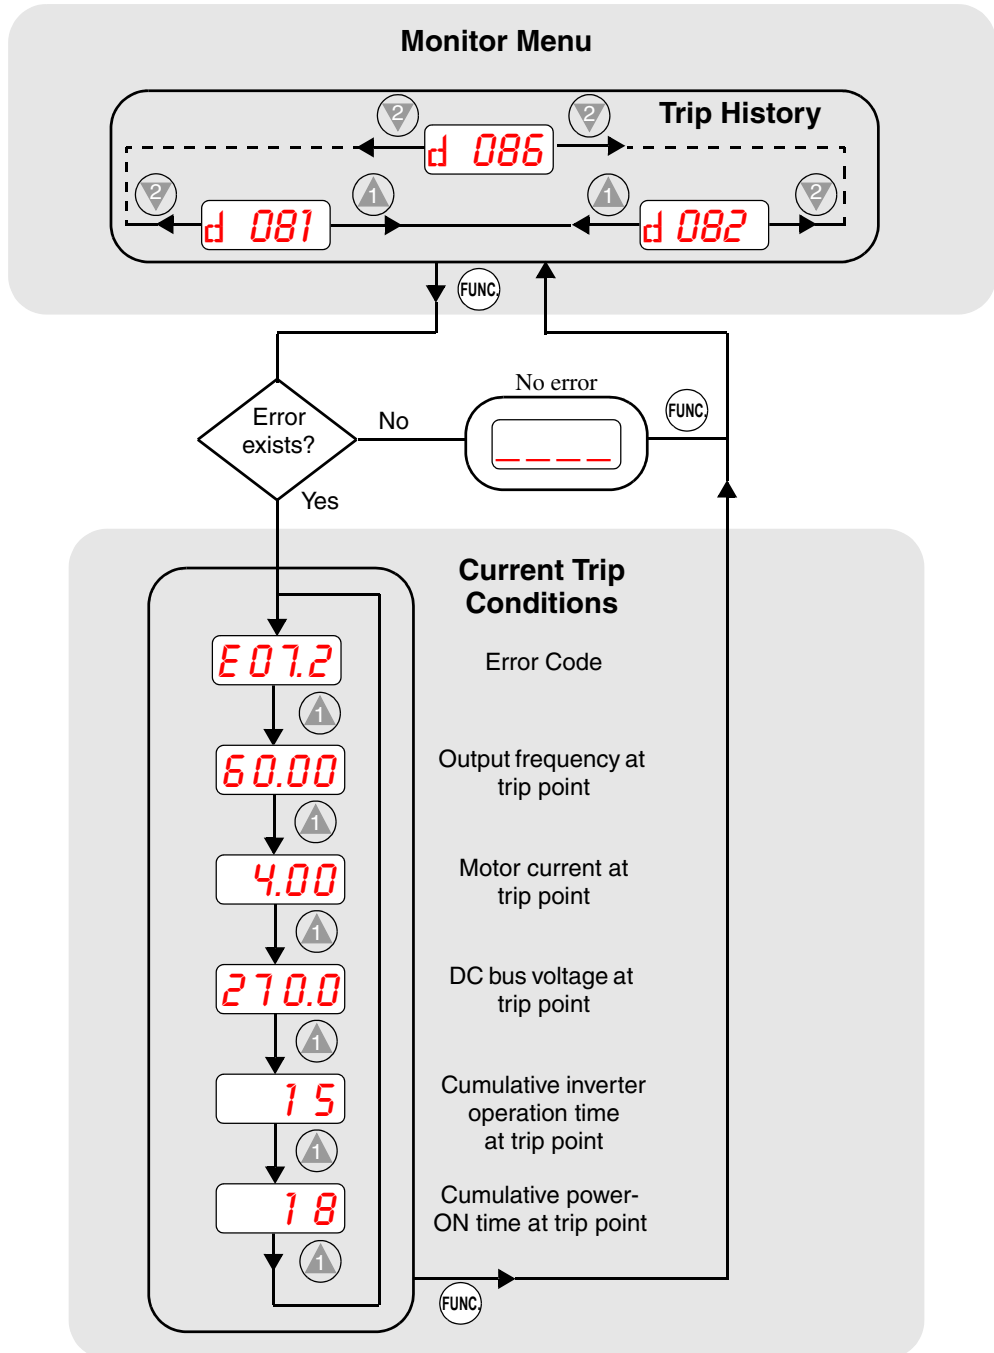 Monitor Menu
Trip History
2 2
d 086
2 1 1 2
d 081 d 082
FUNC.
No error
Error
exists?
No
_ _ _ _
FUNC.
Yes
Current Trip
Conditions
E07.2
Error Code
1
60.00
Output frequency at
trip point
1
4.00
Motor current at
trip point
1
270.0
DC bus voltage at
trip point
1
15
Cumulative inverter
operation time
at trip point
1
18
Cumulative power-
ON time at trip point
1
FUNC.